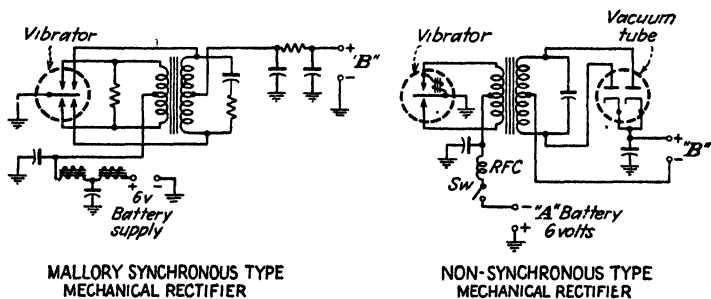 Vibrator
+
"B"
-
6v
+ -
Battery
supply
MALLORY SYNCHRONOUS TYPE
MECHANICAL RECTIFIER
Vibrator
Vacuum
tube
RFC
Sw
- "A" Battery
+ 6 volts
+
"B"
-
NON-SYNCHRONOUS TYPE
MECHANICAL RECTIFIER